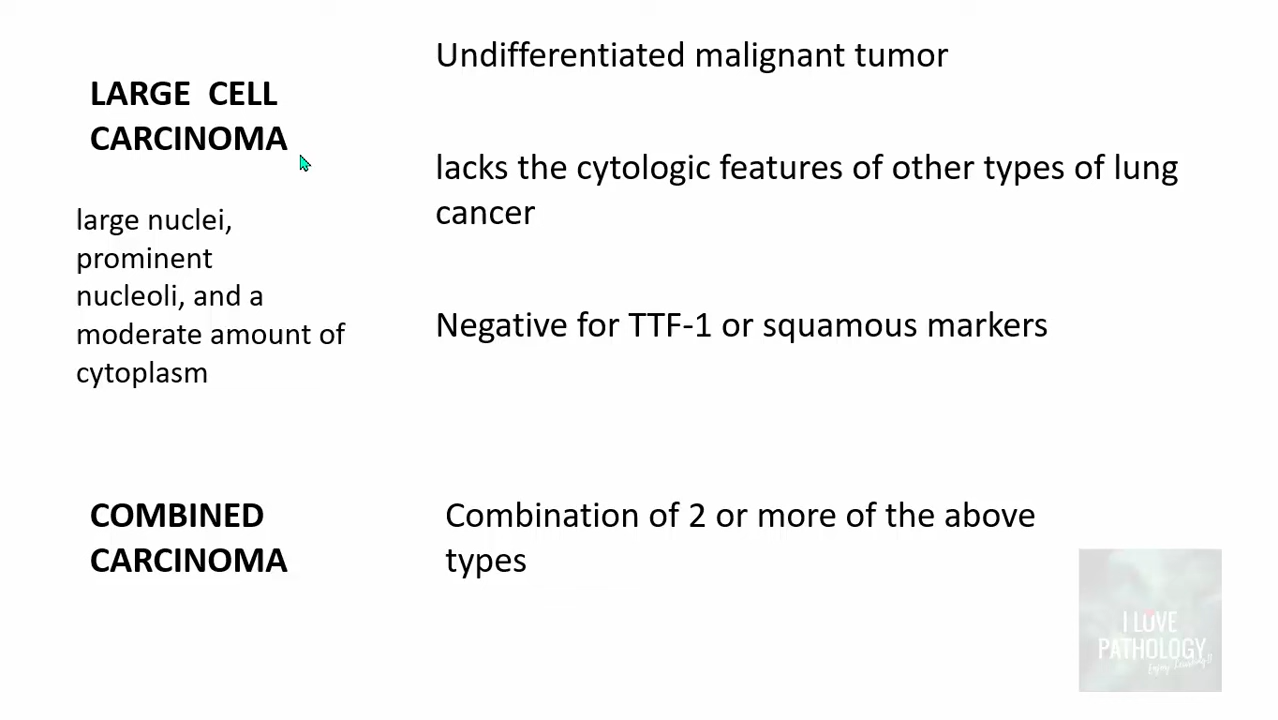 LARGE CELL
CARCINOMA
large nuclei,
prominent
nucleoli, and a
moderate amount of
cytoplasm
Undifferentiated malignant tumor
lacks the cytologic features of other types of lung
cancer
Negative for TTF-1 or squamous markers
COMBINED
CARCINOMA
Combination of 2 or more of the above
types
I LOVE
PATHOLOGY
Enjoy Learning!!